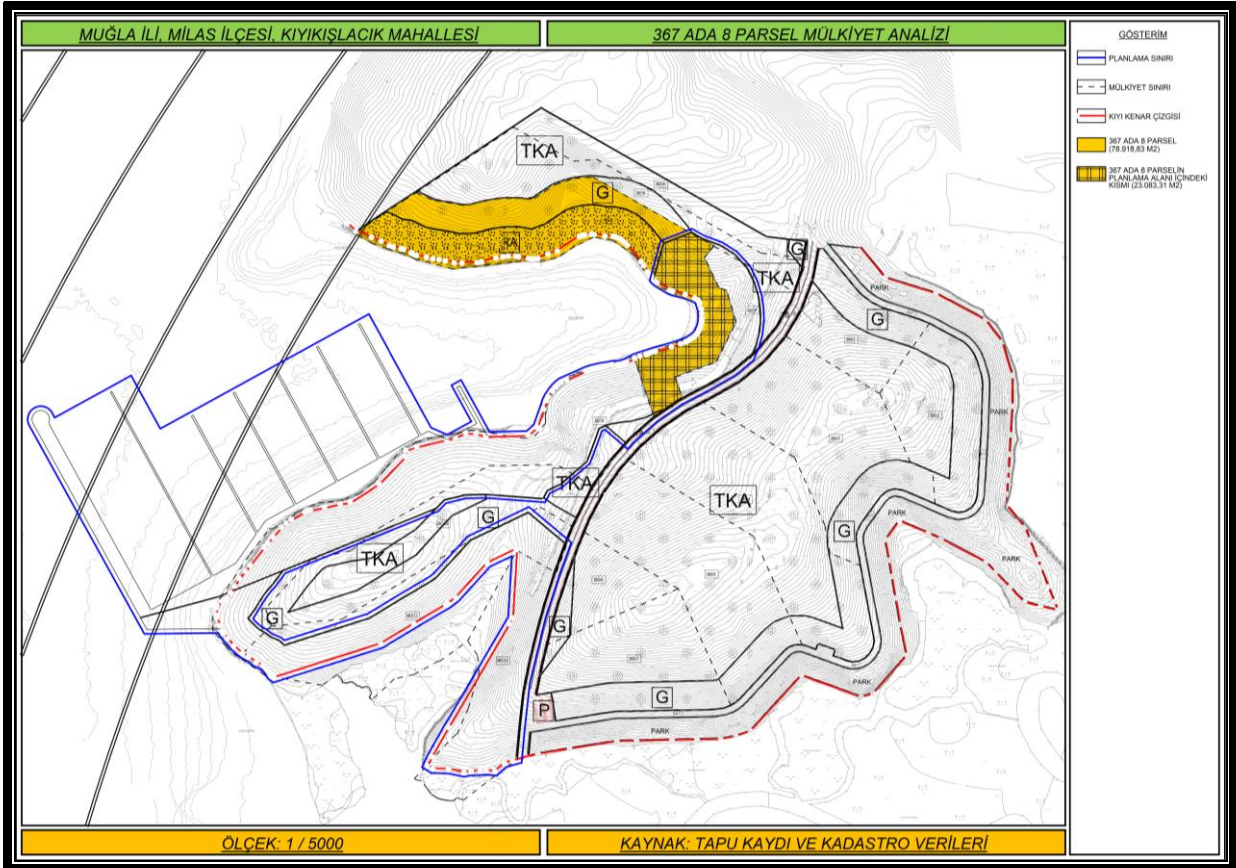 MUĞLA İLİ, MİLAS İLÇESİ, KIYIKIŞLACIK MAHALLESİ
367 ADA 8 PARSEL MÜLKİYET ANALİZİ
GÖSTERİM
PLANLAMA SINIRI
MÜLKİYET SINIRI
KIYI KENAR ÇİZGİSİ
367 ADA 8 PARSEL
(78.918,83 M2)
367 ADA 8 PARSELİN
PLANLAMA ALANI İÇİNDEKİ
KISMI (23.083,31 M2)
TKA
G
G
TKA
PARK
G
PARK
TKA
TKA
G
PARK
G
TKA
PARK
G
G
PARK
G
P
PARK
ÖLÇEK: 1 / 5000
KAYNAK: TAPU KAYDI VE KADASTRO VERİLERİ